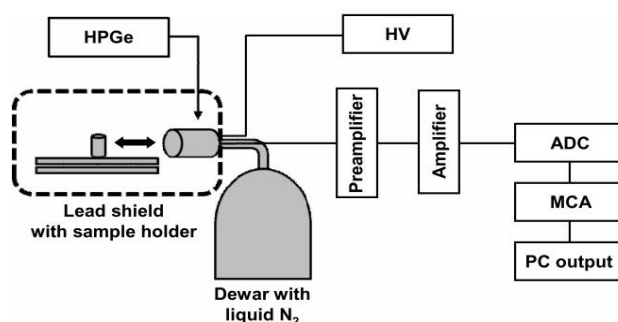 HPGe
HV
Preamplifier
Amplifier
ADC
MCA
PC output
Lead shield
with sample holder
Dewar with
liquid N₂